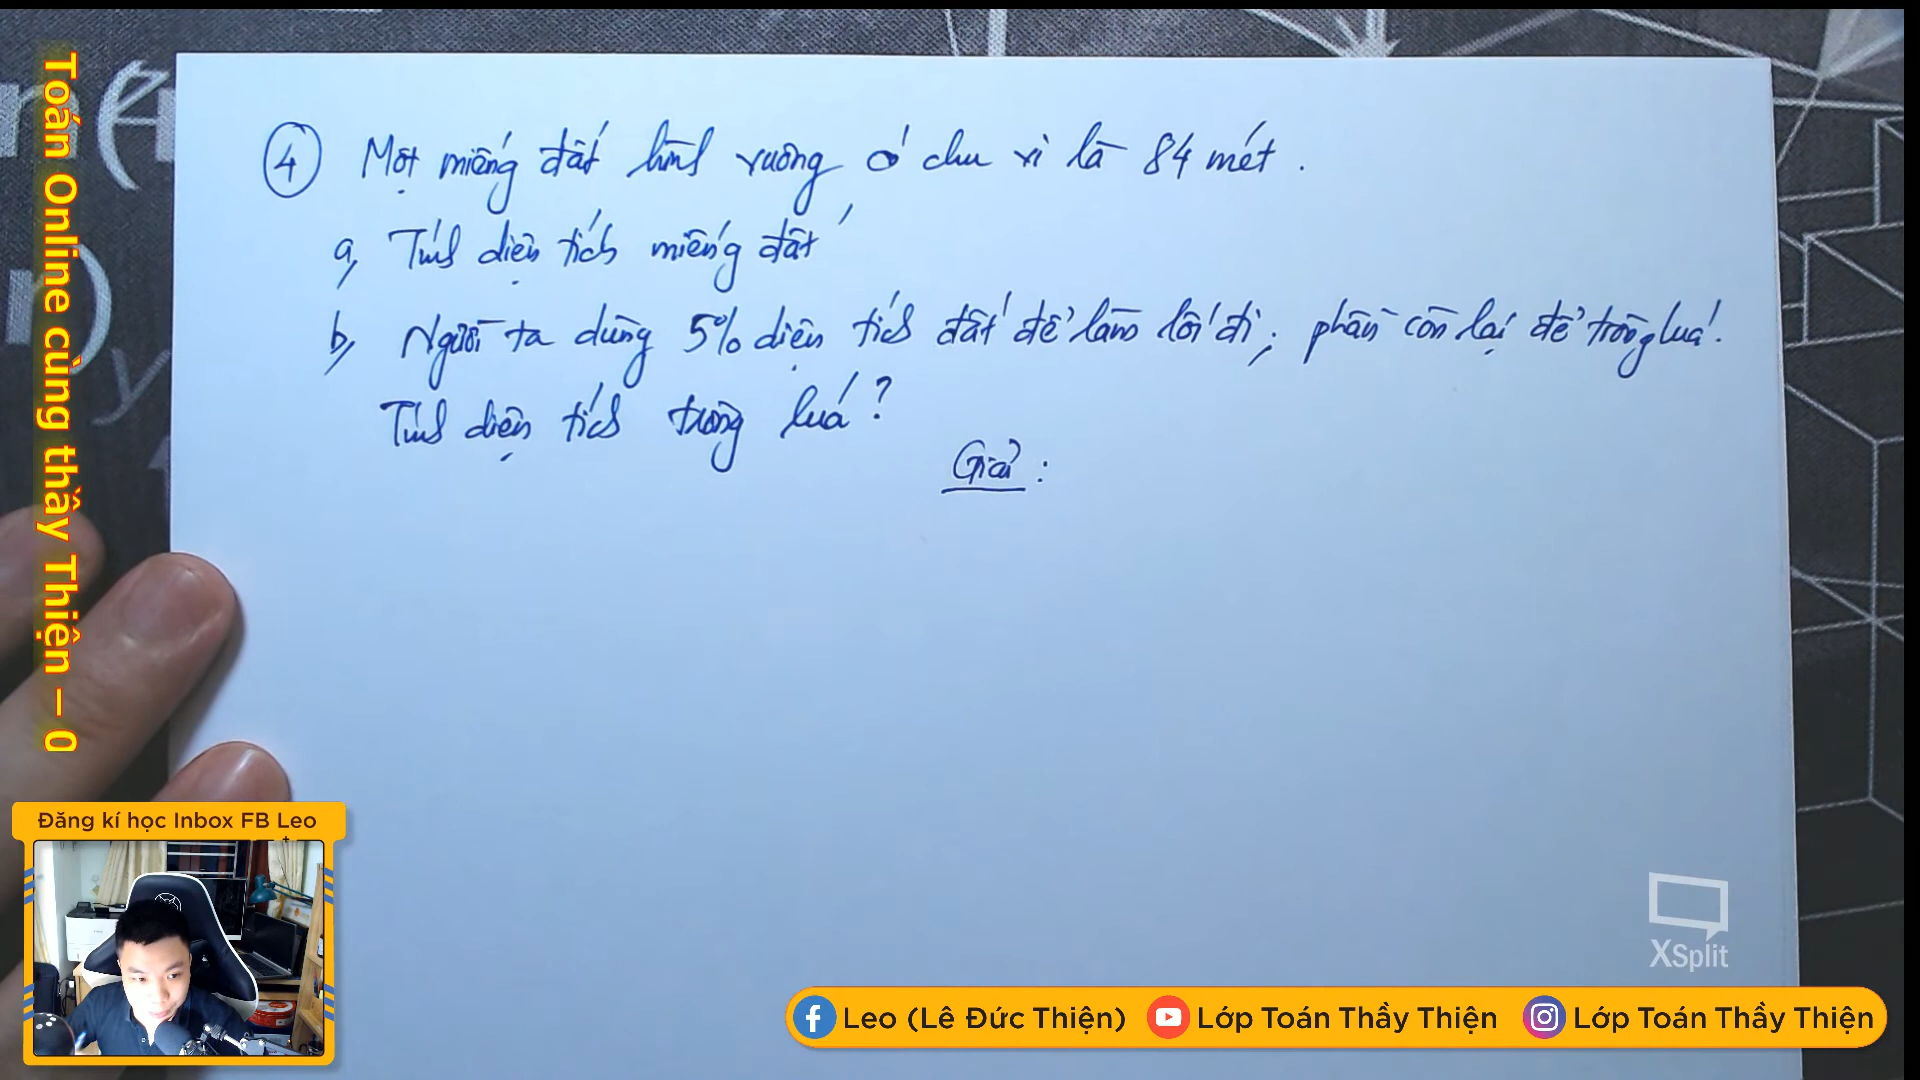 Toán Online cùng thầy Thiện – 0
4 Một miếng đất hình vuông có chu vi là 84 mét.
a, Tính diện tích miếng đất
b, Người ta dùng 5% diện tích đất để làm lối đi; phần còn lại để trồng lúa.
Tính diện tích trồng lúa?
Giải:
Đăng kí học Inbox FB Leo
XSplit
Leo (Lê Đức Thiện) Lớp Toán Thầy Thiện Lớp Toán Thầy Thiện